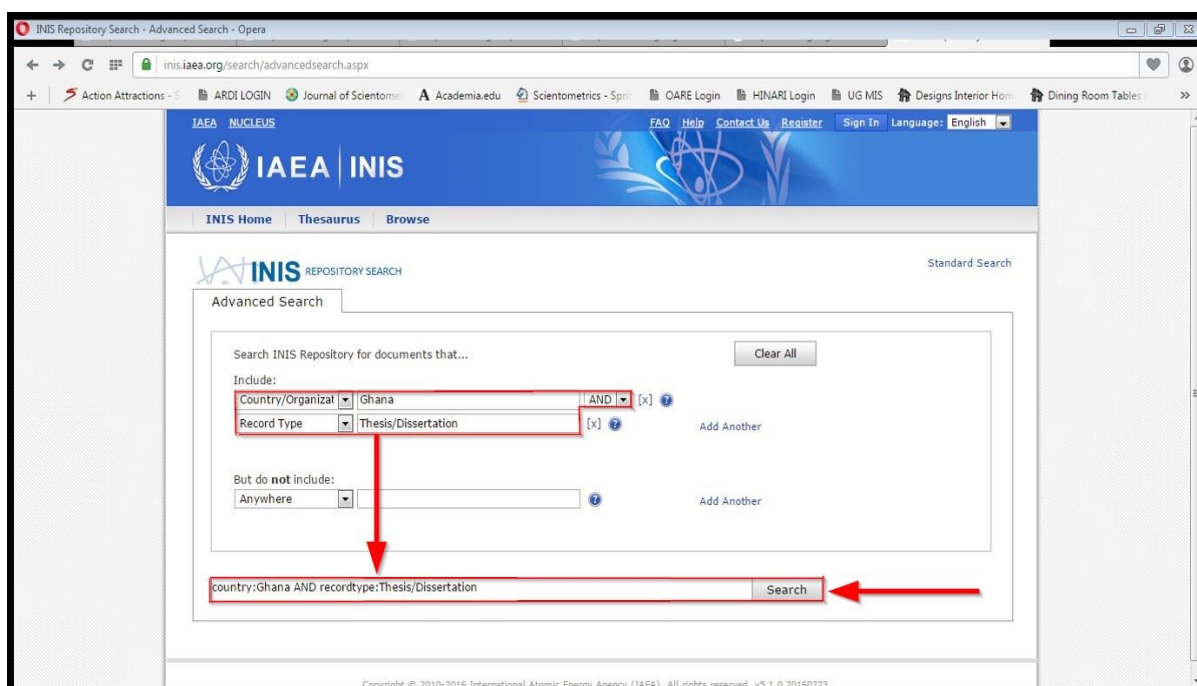 INIS Repository Search - Advanced Search - Opera
inis.iaea.org/search/advancedsearch.aspx
Action Attractions - S ARDI LOGIN Journal of Scientome Academia.edu Scientometrics - Spri OARE Login HINARI Login UG MIS Designs Interior Hom Dining Room Tables
IAEA NUCLEUS FAQ Help Contact Us Register Sign In Language: English
IAEA INIS
INIS Home Thesaurus Browse
INIS REPOSITORY SEARCH Standard Search
Advanced Search
Search INIS Repository for documents that... Clear All
Include:
Country/Organizat Ghana AND [x]
Record Type Thesis/Dissertation [x] Add Another
But do not include:
Anywhere Add Another
country:Ghana AND recordtype:Thesis/Dissertation Search
Copyright © 2010-2016 International Atomic Energy Agency (IAEA). All rights reserved. v5.1.0.20160223